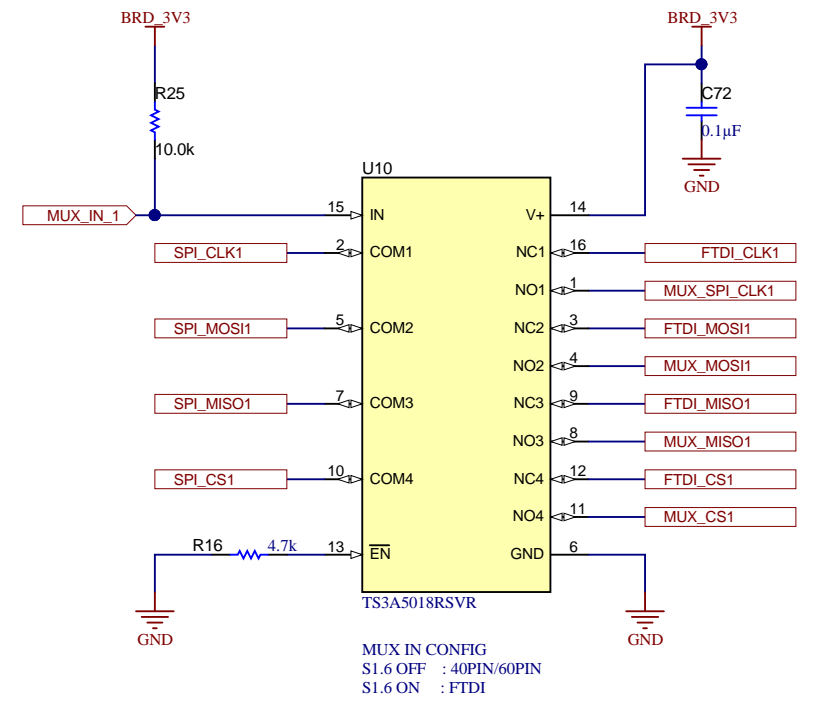 BRD_3V3
BRD_3V3
R25
10.0k
C72
0.1µF
GND
U10
MUX_IN_1
15 IN
V+ 14
SPI_CLK1
2 COM1
NC1 16
FTDI_CLK1
NO1 1
MUX_SPI_CLK1
SPI_MOSI1
5 COM2
NC2 3
FTDI_MOSI1
NO2 4
MUX_MOSI1
SPI_MISO1
7 COM3
NC3 9
FTDI_MISO1
NO3 8
MUX_MISO1
SPI_CS1
10 COM4
NC4 12
FTDI_CS1
NO4 11
MUX_CS1
R16 4.7k
13 EN
GND 6
GND
GND
TS3A5018RSVR
MUX IN CONFIG
S1.6 OFF : 40PIN/60PIN
S1.6 ON : FTDI